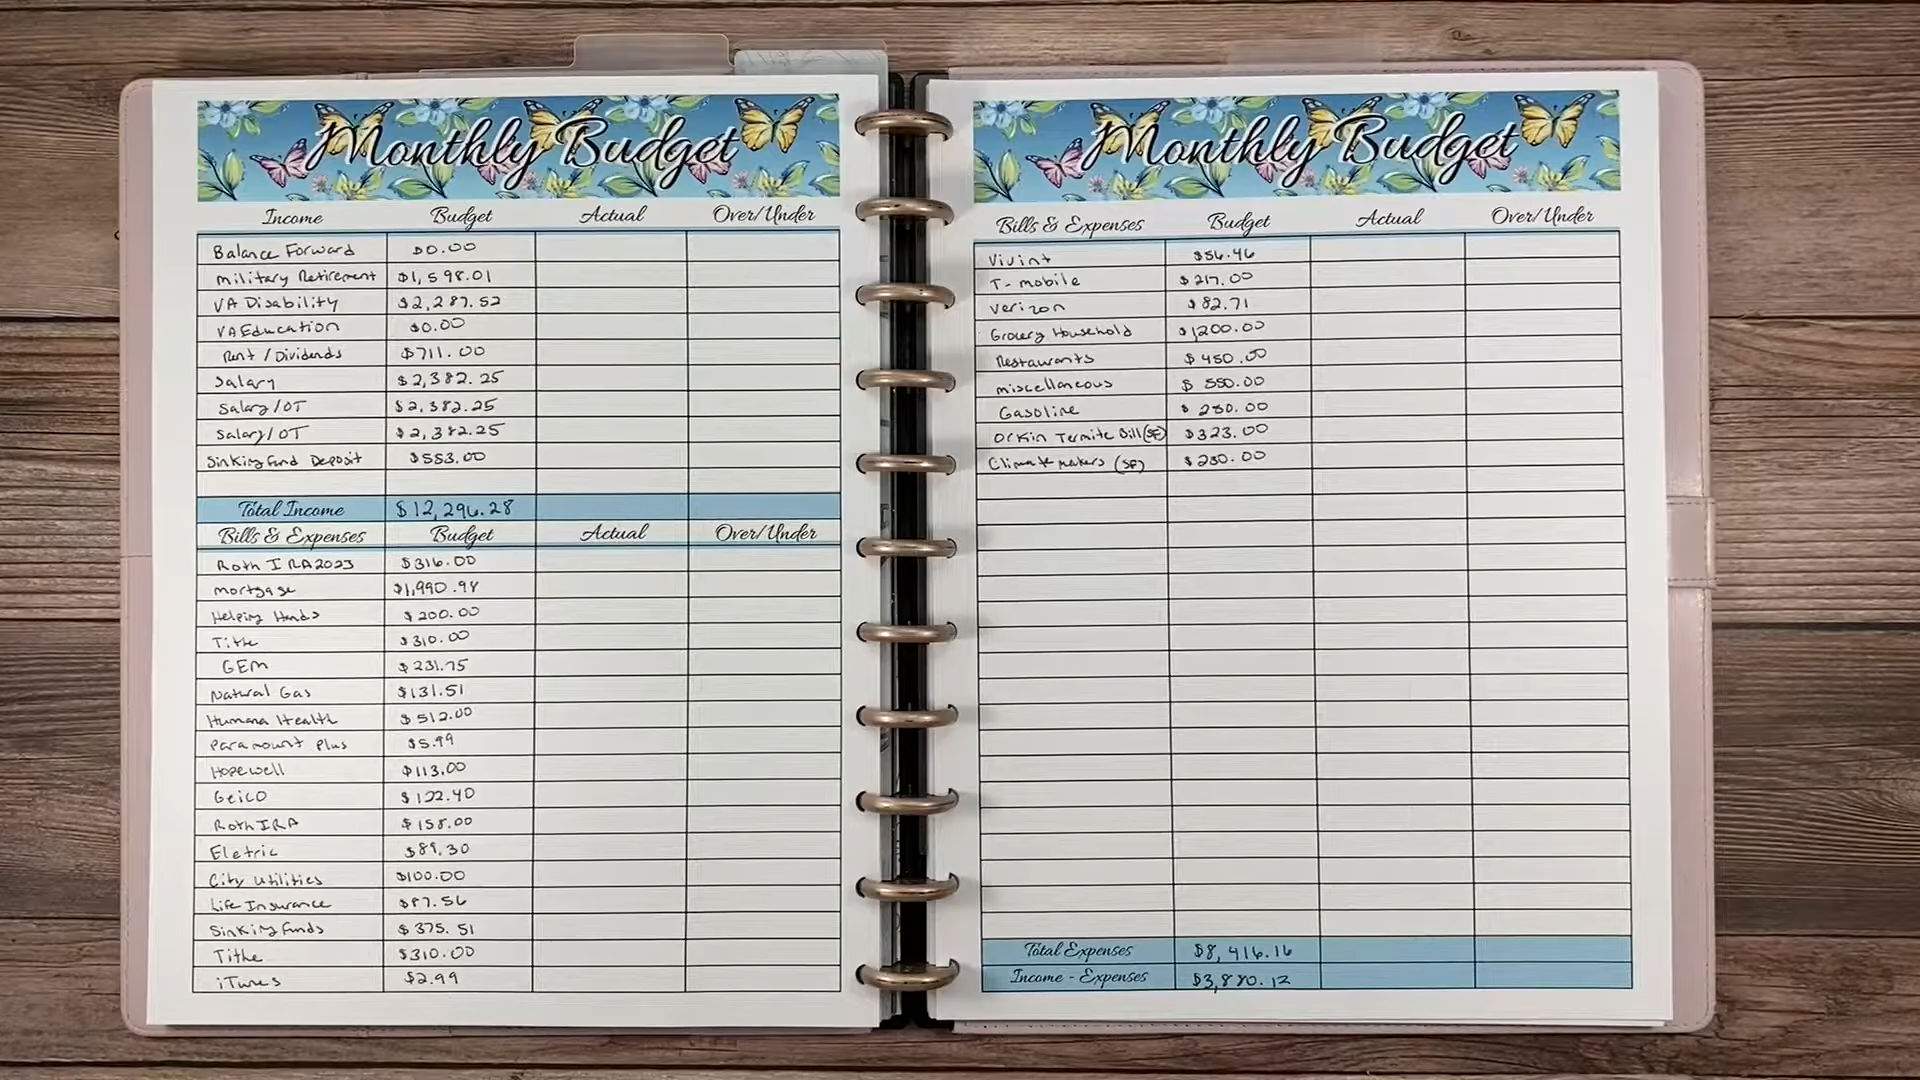 Monthly Budget
Income Budget Actual Over/Under
Balance Forward $0.00
Military Retirement $1,598.01
VA Disability $2,287.52
VA Education $0.00
Rent / Dividends $711.00
Salary $2,382.25
Salary/OT $2,382.25
Salary/OT $2,382.25
Sinking Fund Deposit $553.00
Total Income $12,296.28
Bills & Expenses Budget Actual Over/Under
Roth IRA 2023 $316.00
Mortgage $1,990.98
Helping Hands $200.00
Tithe $310.00
GEM $231.75
Natural Gas $131.51
Humana Health $512.00
Paramount Plus $5.99
Hopewell $113.00
Geico $122.40
Roth IRA $158.00
Eletric $89.30
City Utilities $100.00
Life Insurance $87.56
Sinking Funds $375.51
Tithe $310.00
iTunes $2.99
Monthly Budget
Bills & Expenses Budget Actual Over/Under
Vivint $56.46
T-mobile $217.00
Verizon $82.71
Grocery Household $1,200.00
Restaurants $450.00
miscellaneous $550.00
Gasoline $250.00
Orkin Termite Bill (SF) $323.00
Climate makers (SF) $230.00
Total Expenses $8,416.16
Income - Expenses $3,880.12